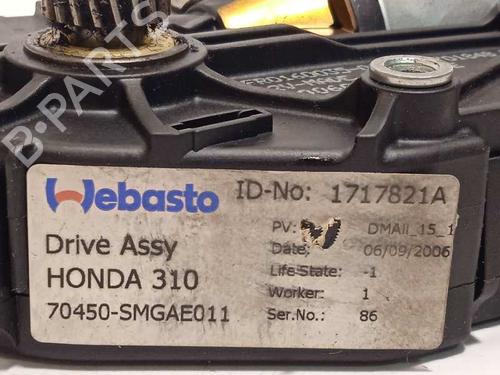 Webasto
ID-No: 1717821A
Drive Assy
HONDA 310
70450-SMGAE011
PV: DMAII_15_1
Date: 06/09/2006
Life State: -1
Worker: 1
Ser.No.: 86
B-Parts